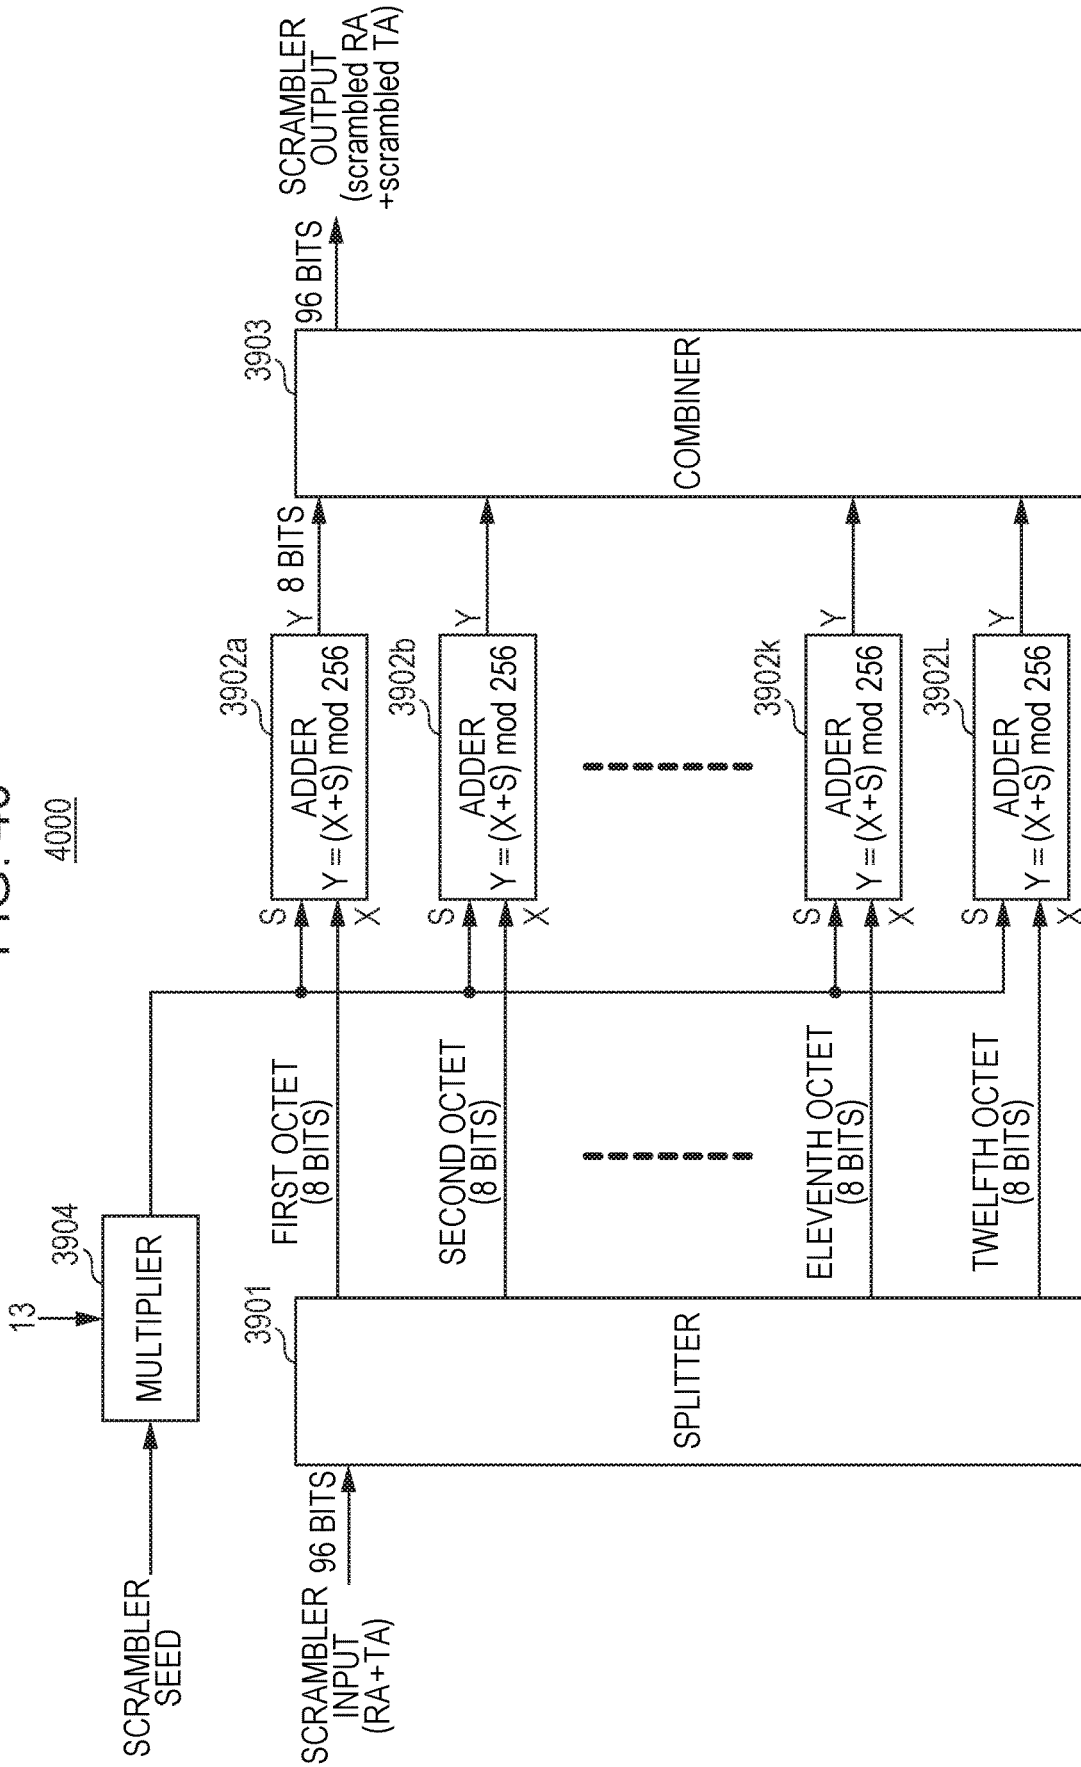 4000
SCRAMBLER
SEED
13
3904
MULTIPLIER
SCRAMBLER
INPUT
(RA+TA)
96 BITS
3901
SPLITTER
FIRST OCTET
(8 BITS)
SECOND OCTET
(8 BITS)
ELEVENTH OCTET
(8 BITS)
TWELFTH OCTET
(8 BITS)
S
X
3902a
ADDER
Y=(X+S) mod 256
Y
8 BITS
S
X
3902b
ADDER
Y=(X+S) mod 256
Y
S
X
3902k
ADDER
Y=(X+S) mod 256
Y
S
X
3902L
ADDER
Y=(X+S) mod 256
Y
3903
COMBINER
96 BITS
SCRAMBLER
OUTPUT
(scrambled RA
+scrambled TA)